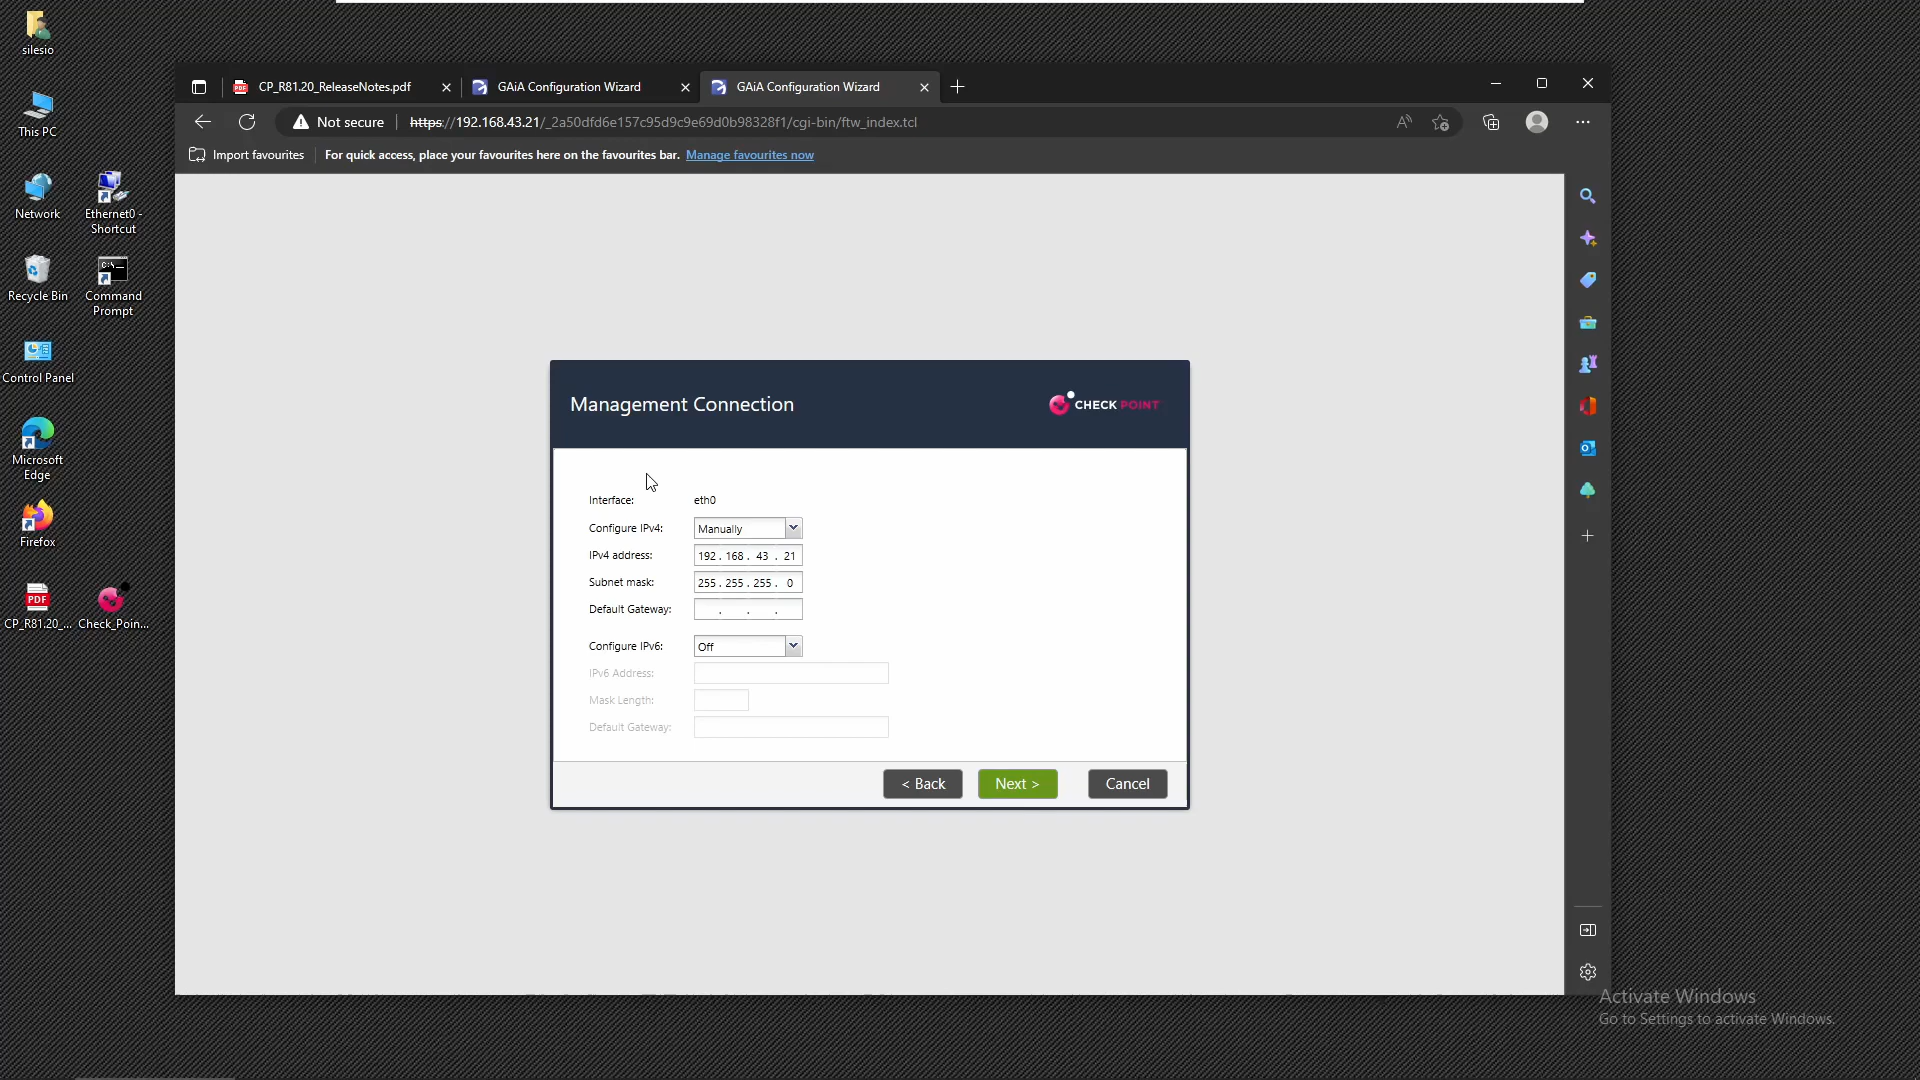 silesio
This PC
Network
Ethernet0 -
Shortcut
Recycle Bin
Command
Prompt
Control Panel
Microsoft
Edge
Firefox
PDF
CP_R81.20_...
Check_Poin...
CP_R81.20_ReleaseNotes.pdf
GAiA Configuration Wizard
GAiA Configuration Wizard
Not secure
https://192.168.43.21/_2a50dfd6e157c95d9c9e69d0b98328f1/cgi-bin/ftw_index.tcl
Import favourites
For quick access, place your favourites here on the favourites bar. Manage favourites now
Management Connection
CHECK POINT
Interface: eth0
Configure IPv4: Manually
IPv4 address: 192 . 168 . 43 . 21
Subnet mask: 255 . 255 . 255 . 0
Default Gateway: . . .
Configure IPv6: Off
IPv6 Address:
Mask Length:
Default Gateway:
< Back
Next >
Cancel
Activate Windows
Go to Settings to activate Windows.